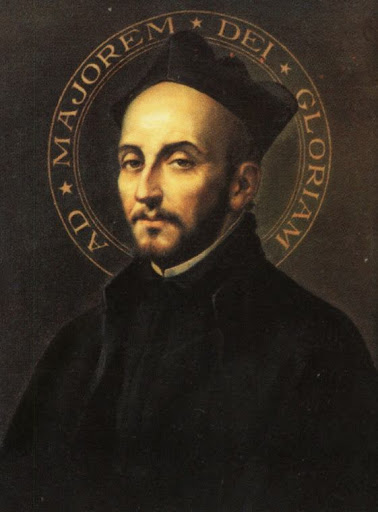 AD ★ MAJOREM ★ DEI ★ GLORIAM